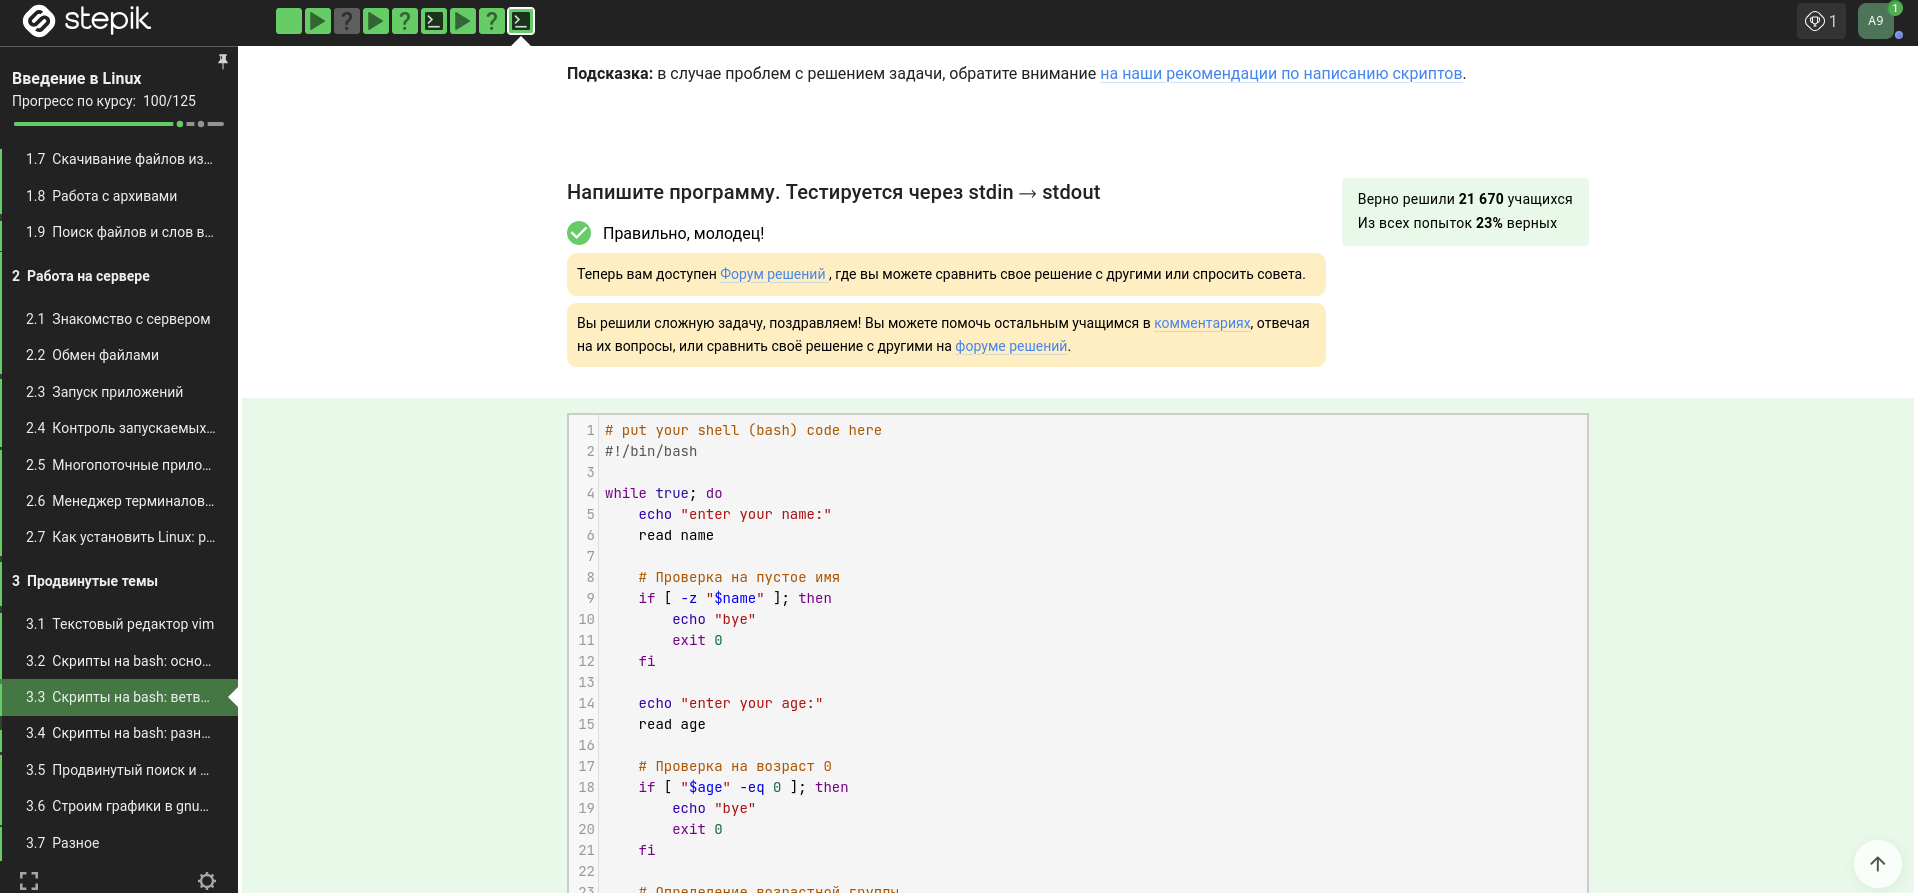 stepik
1
A9
1
Введение в Linux
Прогресс по курсу: 100/125
1.7 Скачивание файлов из...
1.8 Работа с архивами
1.9 Поиск файлов и слов в...
2 Работа на сервере
2.1 Знакомство с сервером
2.2 Обмен файлами
2.3 Запуск приложений
2.4 Контроль запускаемых...
2.5 Многопоточные прило...
2.6 Менеджер терминалов...
2.7 Как установить Linux: р...
3 Продвинутые темы
3.1 Текстовый редактор vim
3.2 Скрипты на bash: осно...
3.3 Скрипты на bash: ветв...
3.4 Скрипты на bash: разн...
3.5 Продвинутый поиск и ...
3.6 Строим графики в gnu...
3.7 Разное
Подсказка: в случае проблем с решением задачи, обратите внимание на наши рекомендации по написанию скриптов.
Напишите программу. Тестируется через stdin → stdout
Правильно, молодец!
Теперь вам доступен Форум решений , где вы можете сравнить свое решение с другими или спросить совета.
Вы решили сложную задачу, поздравляем! Вы можете помочь остальным учащимся в комментариях, отвечая
на их вопросы, или сравнить своё решение с другими на форуме решений.
Верно решили 21 670 учащихся
Из всех попыток 23% верных
1 # put your shell (bash) code here
2 #!/bin/bash
3
4 while true; do
5     echo "enter your name:"
6     read name
7
8     # Проверка на пустое имя
9     if [ -z "$name" ]; then
10         echo "bye"
11         exit 0
12     fi
13
14     echo "enter your age:"
15     read age
16
17     # Проверка на возраст 0
18     if [ "$age" -eq 0 ]; then
19         echo "bye"
20         exit 0
21     fi
22
23     # Определение возрастной группы